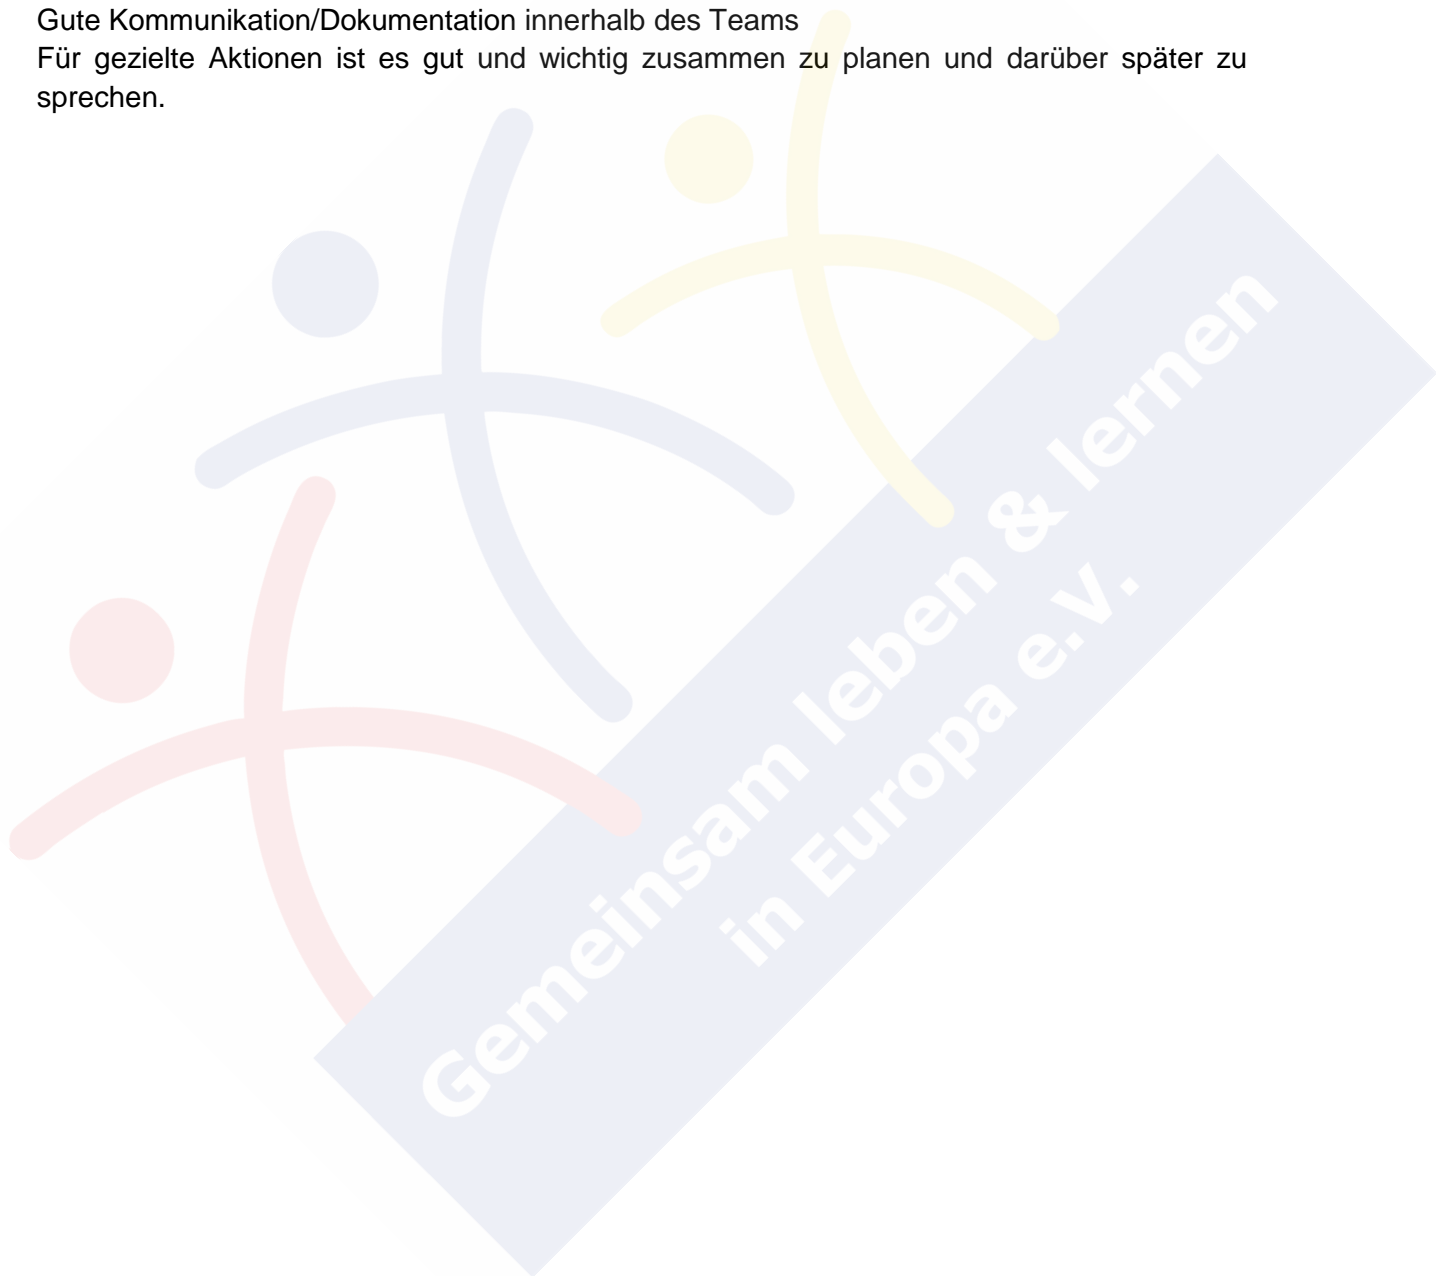 Gute Kommunikation/Dokumentation innerhalb des Teams
Für gezielte Aktionen ist es gut und wichtig zusammen zu planen und darüber später zu
sprechen.
Gemeinsam leben & lernen
in Europa e.V.